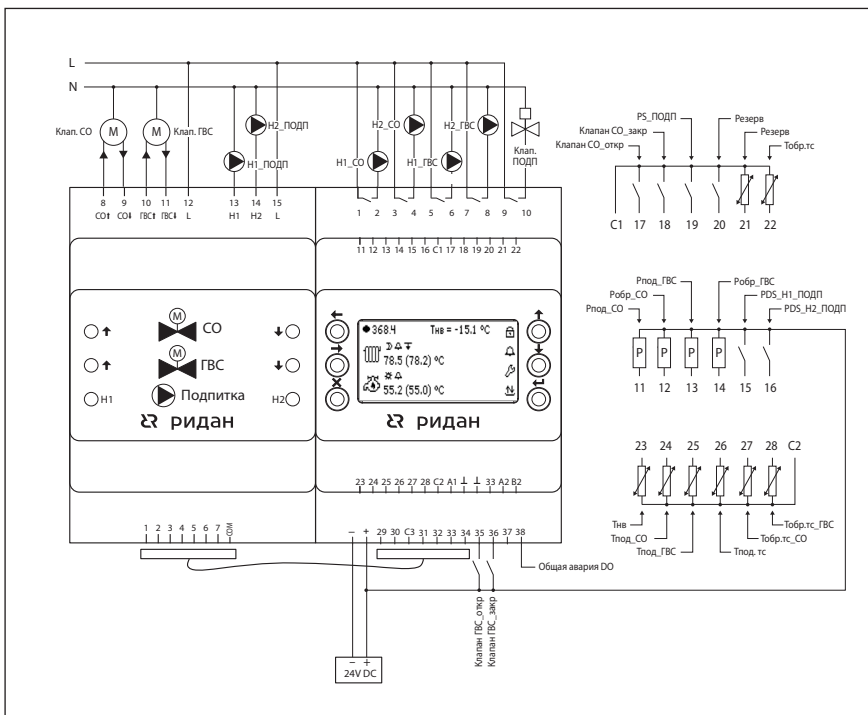 L
N
Клап. СО
M
M
Клап. ГВС
Н2_ПОДП
Н1_ПОДП
Н1_СО
Н2_СО
Н1_ГВС
Н2_ГВС
Клап.
ПОДП
8 9 10 11 12 13 14 15
СО↑ СО↓ ГВС↑ ГВС↓ L Н1 Н2 L
1 2 3 4 5 6 7 8 9 10
11 12 13 14 15 16 C1 17 18 19 20 21 22
↑
M
СО
↓
↑
M
ГВС
↓
Н1
Подпитка
Н2
ридан
368.4 Тнв = -15.1 °C
78.5 (78.2) °C
55.2 (55.0) °C
ридан
23 24 25 26 27 28 C2 A1 ⊥ ⊥ 33 A2 B2
1 2 3 4 5 6 7 COM
– + 29 30 C3 31 32 33 34 35 36 37 38
Общая авария DO
Клапан ГВС_откр
Клапан ГВС_закр
– +
24V DC
PS_ПОДП
Клапан СО_закр
Клапан СО_откр
Резерв
Резерв
Тобр.тс
C1 17 18 19 20 21 22
Рпод_ГВС
Робр_СО
Рпод_СО
Робр_ГВС
PDS_Н1_ПОДП
PDS_Н2_ПОДП
P P P P
11 12 13 14 15 16
23 24 25 26 27 28 C2
Тнв
Тпод_СО
Тпод_ГВС
Тпод. тс
Тобр.тс_СО
Тобр.тс_ГВС